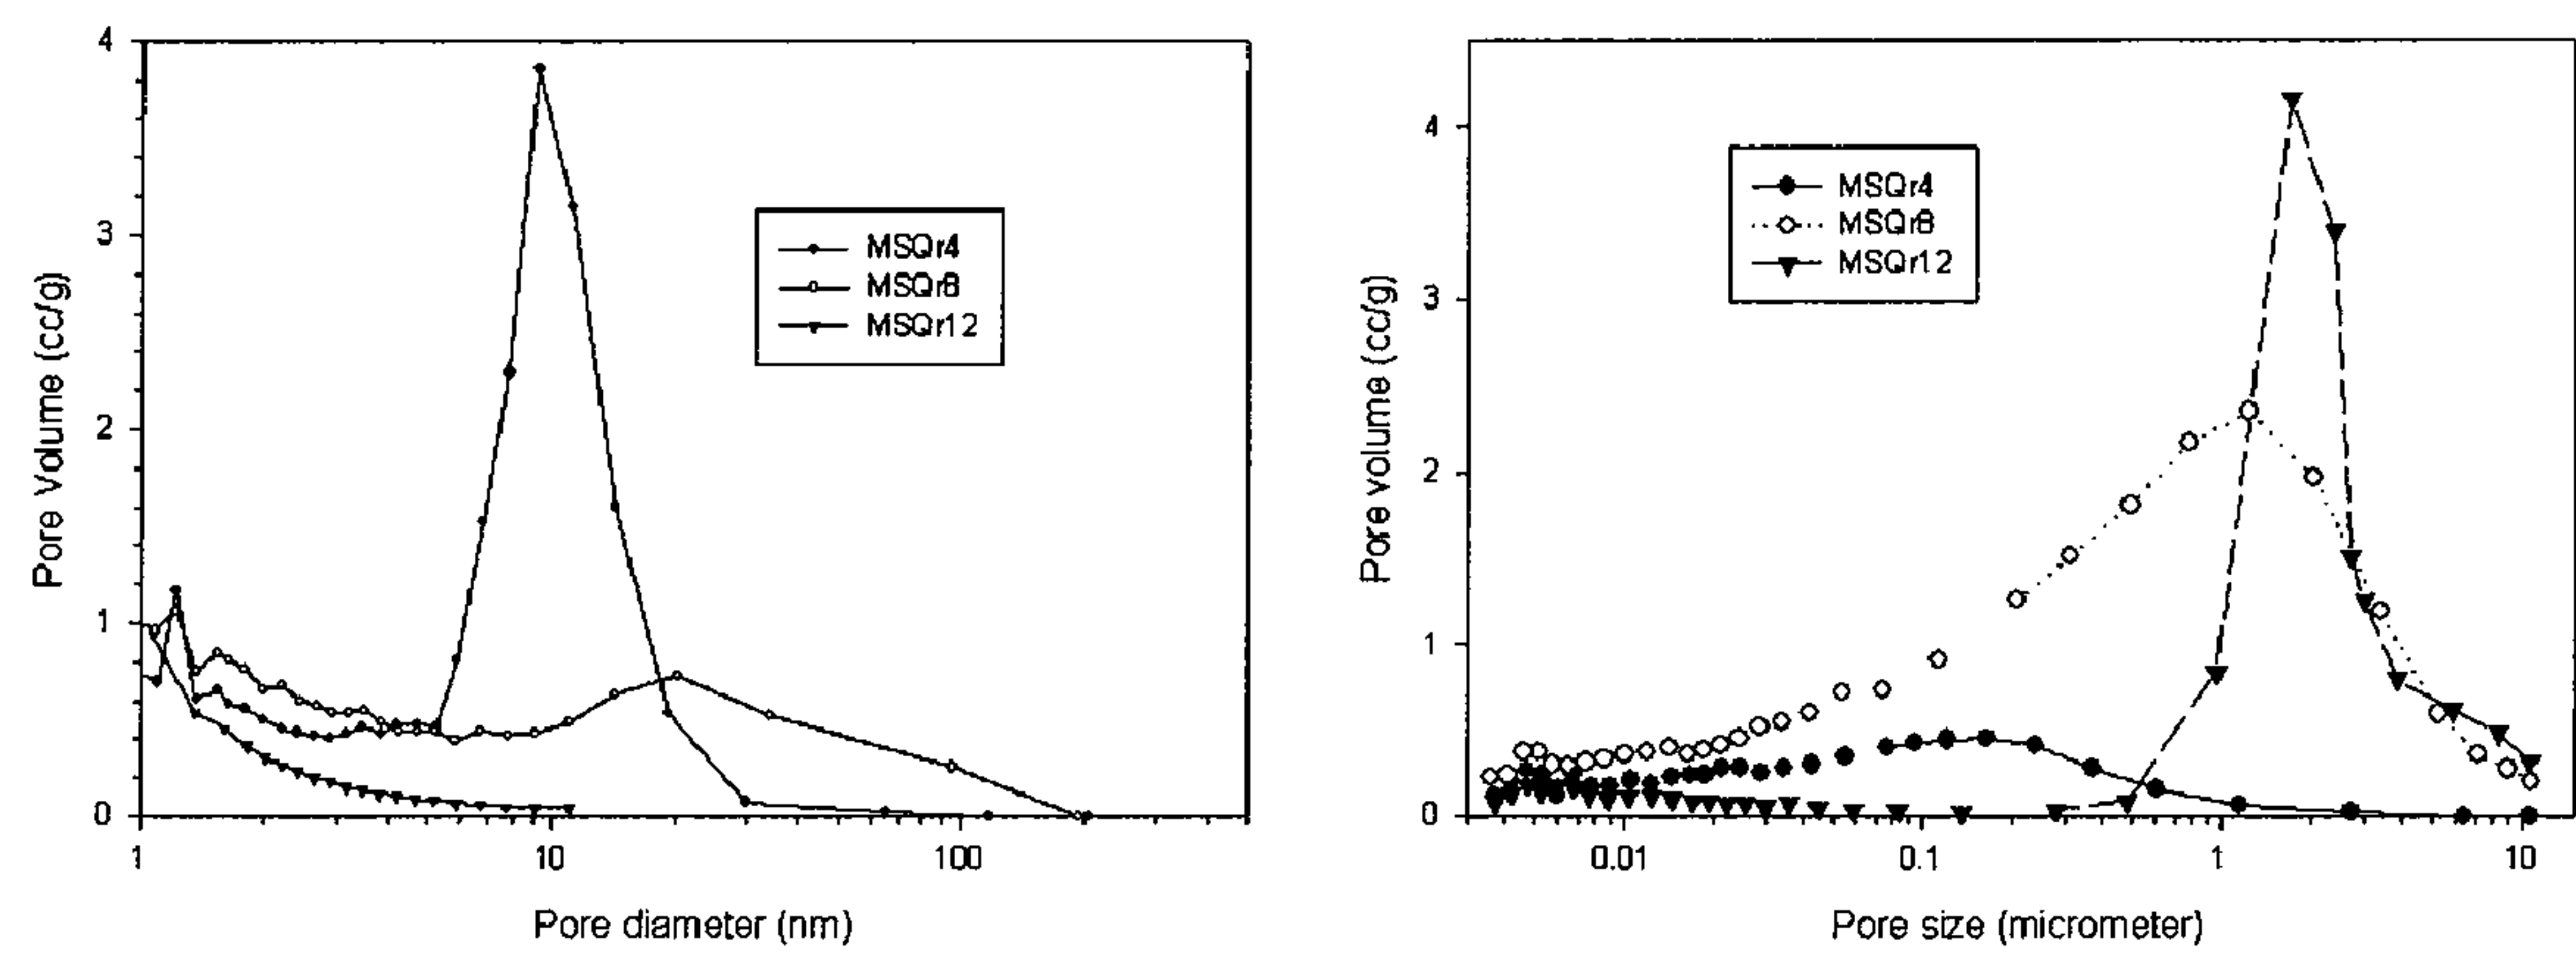 4
3
2
1
0
Pore Volume (cc/g)
MSQr4
MSQr8
MSQr12
1
10
100
Pore diameter (nm)
4
3
2
1
0
Pore volume (cc/g)
MSQr4
MSQr8
MSQr12
0.01
0.1
1
10
Pore size (micrometer)